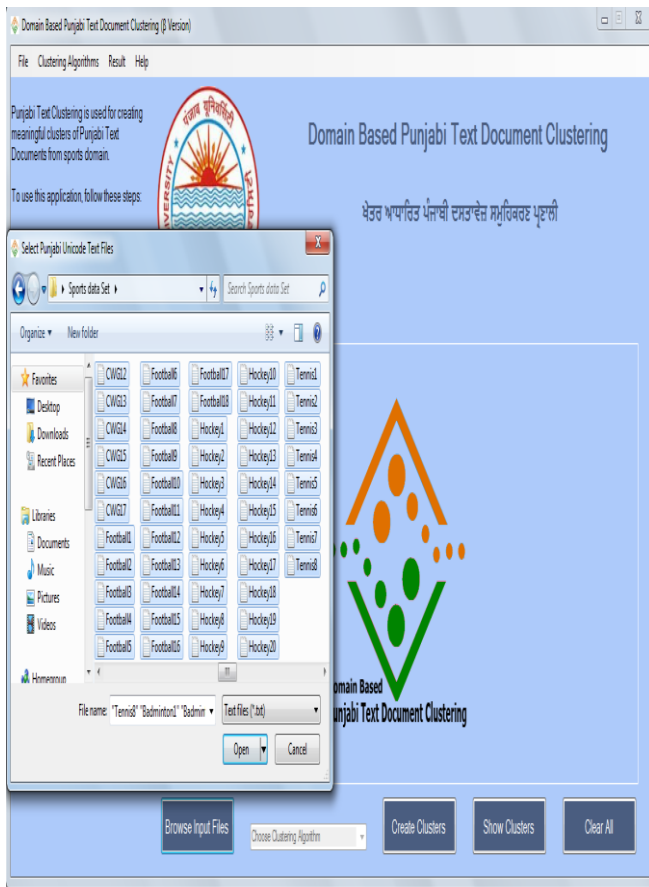 Domain Based Punjabi Text Document Clustering (β Version)
File Clustering Algorithms Result Help
Punjabi Text Clustering is used for creating
meaningful clusters of Punjabi Text
Documents from sports domain.
To use this application, follow these steps:
Domain Based Punjabi Text Document Clustering
ਖੇਤਰ ਆਧਾਰਿਤ ਪੰਜਾਬੀ ਦਸਤਾਵੇਜ਼ ਸਮੂਹਿਕਰਣ ਪ੍ਰਣਾਲੀ
Select Punjabi Unicode Text Files
Sports data Set
Search Sports data Set
Organize New folder
Favorites
Desktop
Downloads
Recent Places
Libraries
Documents
Music
Pictures
Videos
Homegroup
CWG12 Football6 Football17 Hockey10 Tennis1
CWG13 Football7 Football18 Hockey11 Tennis2
CWG14 Football8 Hockey1 Hockey12 Tennis3
CWG15 Football9 Hockey2 Hockey13 Tennis4
CWG16 Football10 Hockey3 Hockey14 Tennis5
CWG17 Football11 Hockey4 Hockey15 Tennis6
Football1 Football12 Hockey5 Hockey16 Tennis7
Football2 Football13 Hockey6 Hockey17 Tennis8
Football3 Football14 Hockey7 Hockey18
Football4 Football15 Hockey8 Hockey19
Football5 Football16 Hockey9 Hockey20
File name: "Tennis8" "Badminton1" "Badmin
Text files (*.txt)
Open Cancel
omain Based
unjabi Text Document Clustering
Browse Input Files
Choose Clustering Algorithm
Create Clusters
Show Clusters
Clear All